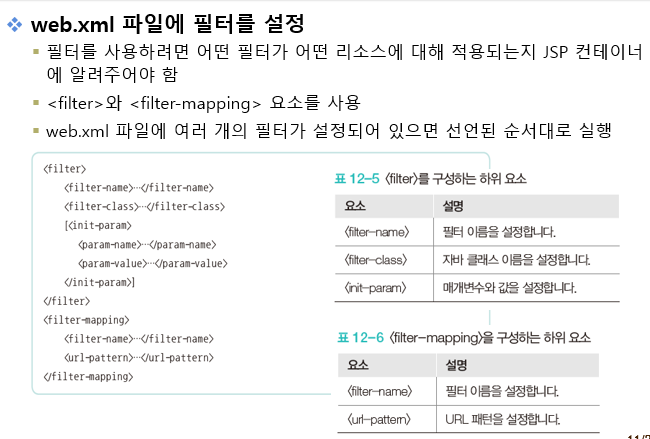 web.xml 파일에 필터를 설정
필터를 사용하려면 어떤 필터가 어떤 리소스에 대해 적용되는지 JSP 컨테이너
에 알려주어야 함
<filter>와 <filter-mapping> 요소를 사용
web.xml 파일에 여러 개의 필터가 설정되어 있으면 선언된 순서대로 실행
<filter>
<filter-name>…</filter-name>
<filter-class>…</filter-class>
[<init-param>
<param-name>…</param-name>
<param-value>…</param-value>
</init-param>]
</filter>
<filter-mapping>
<filter-name>…</filter-name>
<url-pattern>…</url-pattern>
</filter-mapping>
표 12-5 <filter>를 구성하는 하위 요소
요소 설명
<filter-name> 필터 이름을 설정합니다.
<filter-class> 자바 클래스 이름을 설정합니다.
<init-param> 매개변수와 값을 설정합니다.
표 12-6 <filter-mapping>을 구성하는 하위 요소
요소 설명
<filter-name> 필터 이름을 설정합니다.
<url-pattern> URL 패턴을 설정합니다.